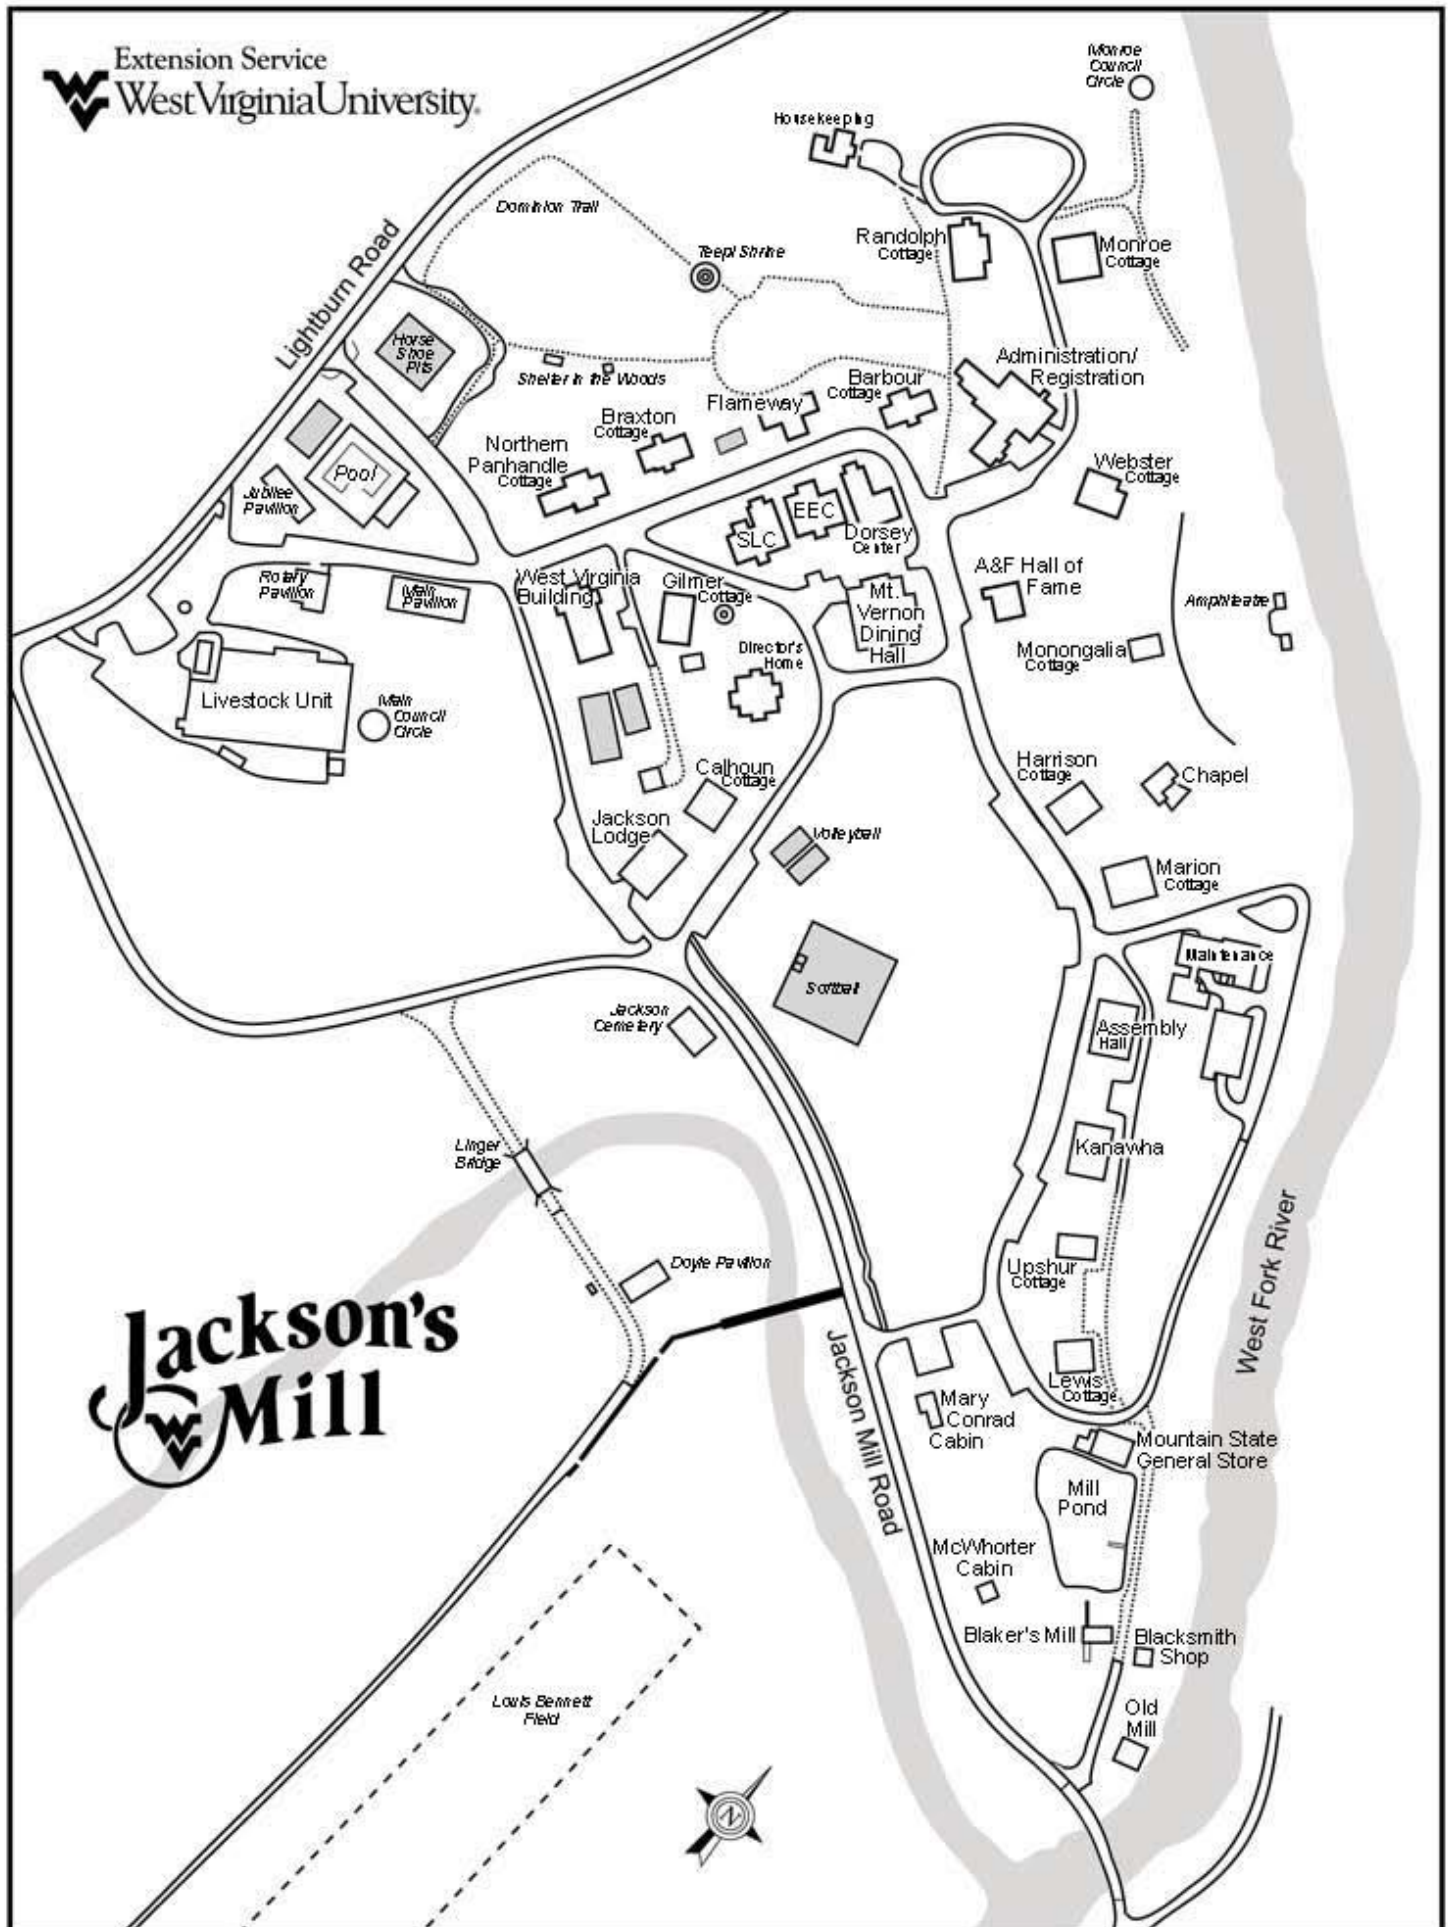 Extension Service
West Virginia University
Monroe
Council
Circle
Housekeeping
Dominion Trail
Lightburn Road
Teepi Shrine
Randolph
Cottage
Monroe
Cottage
Horse
Shoe
Pits
Shelter in the Woods
Administration/
Registration
Barbour
Cottage
Flameway
Braxton
Cottage
Northern
Panhandle
Cottage
Pool
Jubilee
Pavilion
Webster
Cottage
EEC
SLC
Dorsey
Center
A&F Hall of
Fame
Rotary
Pavilion
Main
Pavilion
West Virginia
Building
Gilmer
Cottage
Mt.
Vernon
Dining
Hall
Amphiteatre
Director's
Home
Monongalia
Cottage
Livestock Unit
Main
Council
Circle
Calhoun
Cottage
Harrison
Cottage
Chapel
Jackson
Lodge
Volleyball
Marion
Cottage
Maintenance
Softball
Jackson
Cemetery
Assembly
Hall
Linger
Bridge
Kanawha
West Fork River
Doyle Pavilion
Upshur
Cottage
Jackson's
Mill
Jackson Mill Road
Lewis
Cottage
Mary
Conrad
Cabin
Mountain State
General Store
Mill
Pond
McWhorter
Cabin
Blaker's Mill
Blacksmith
Shop
Louis Bennett
Field
Old
Mill
N